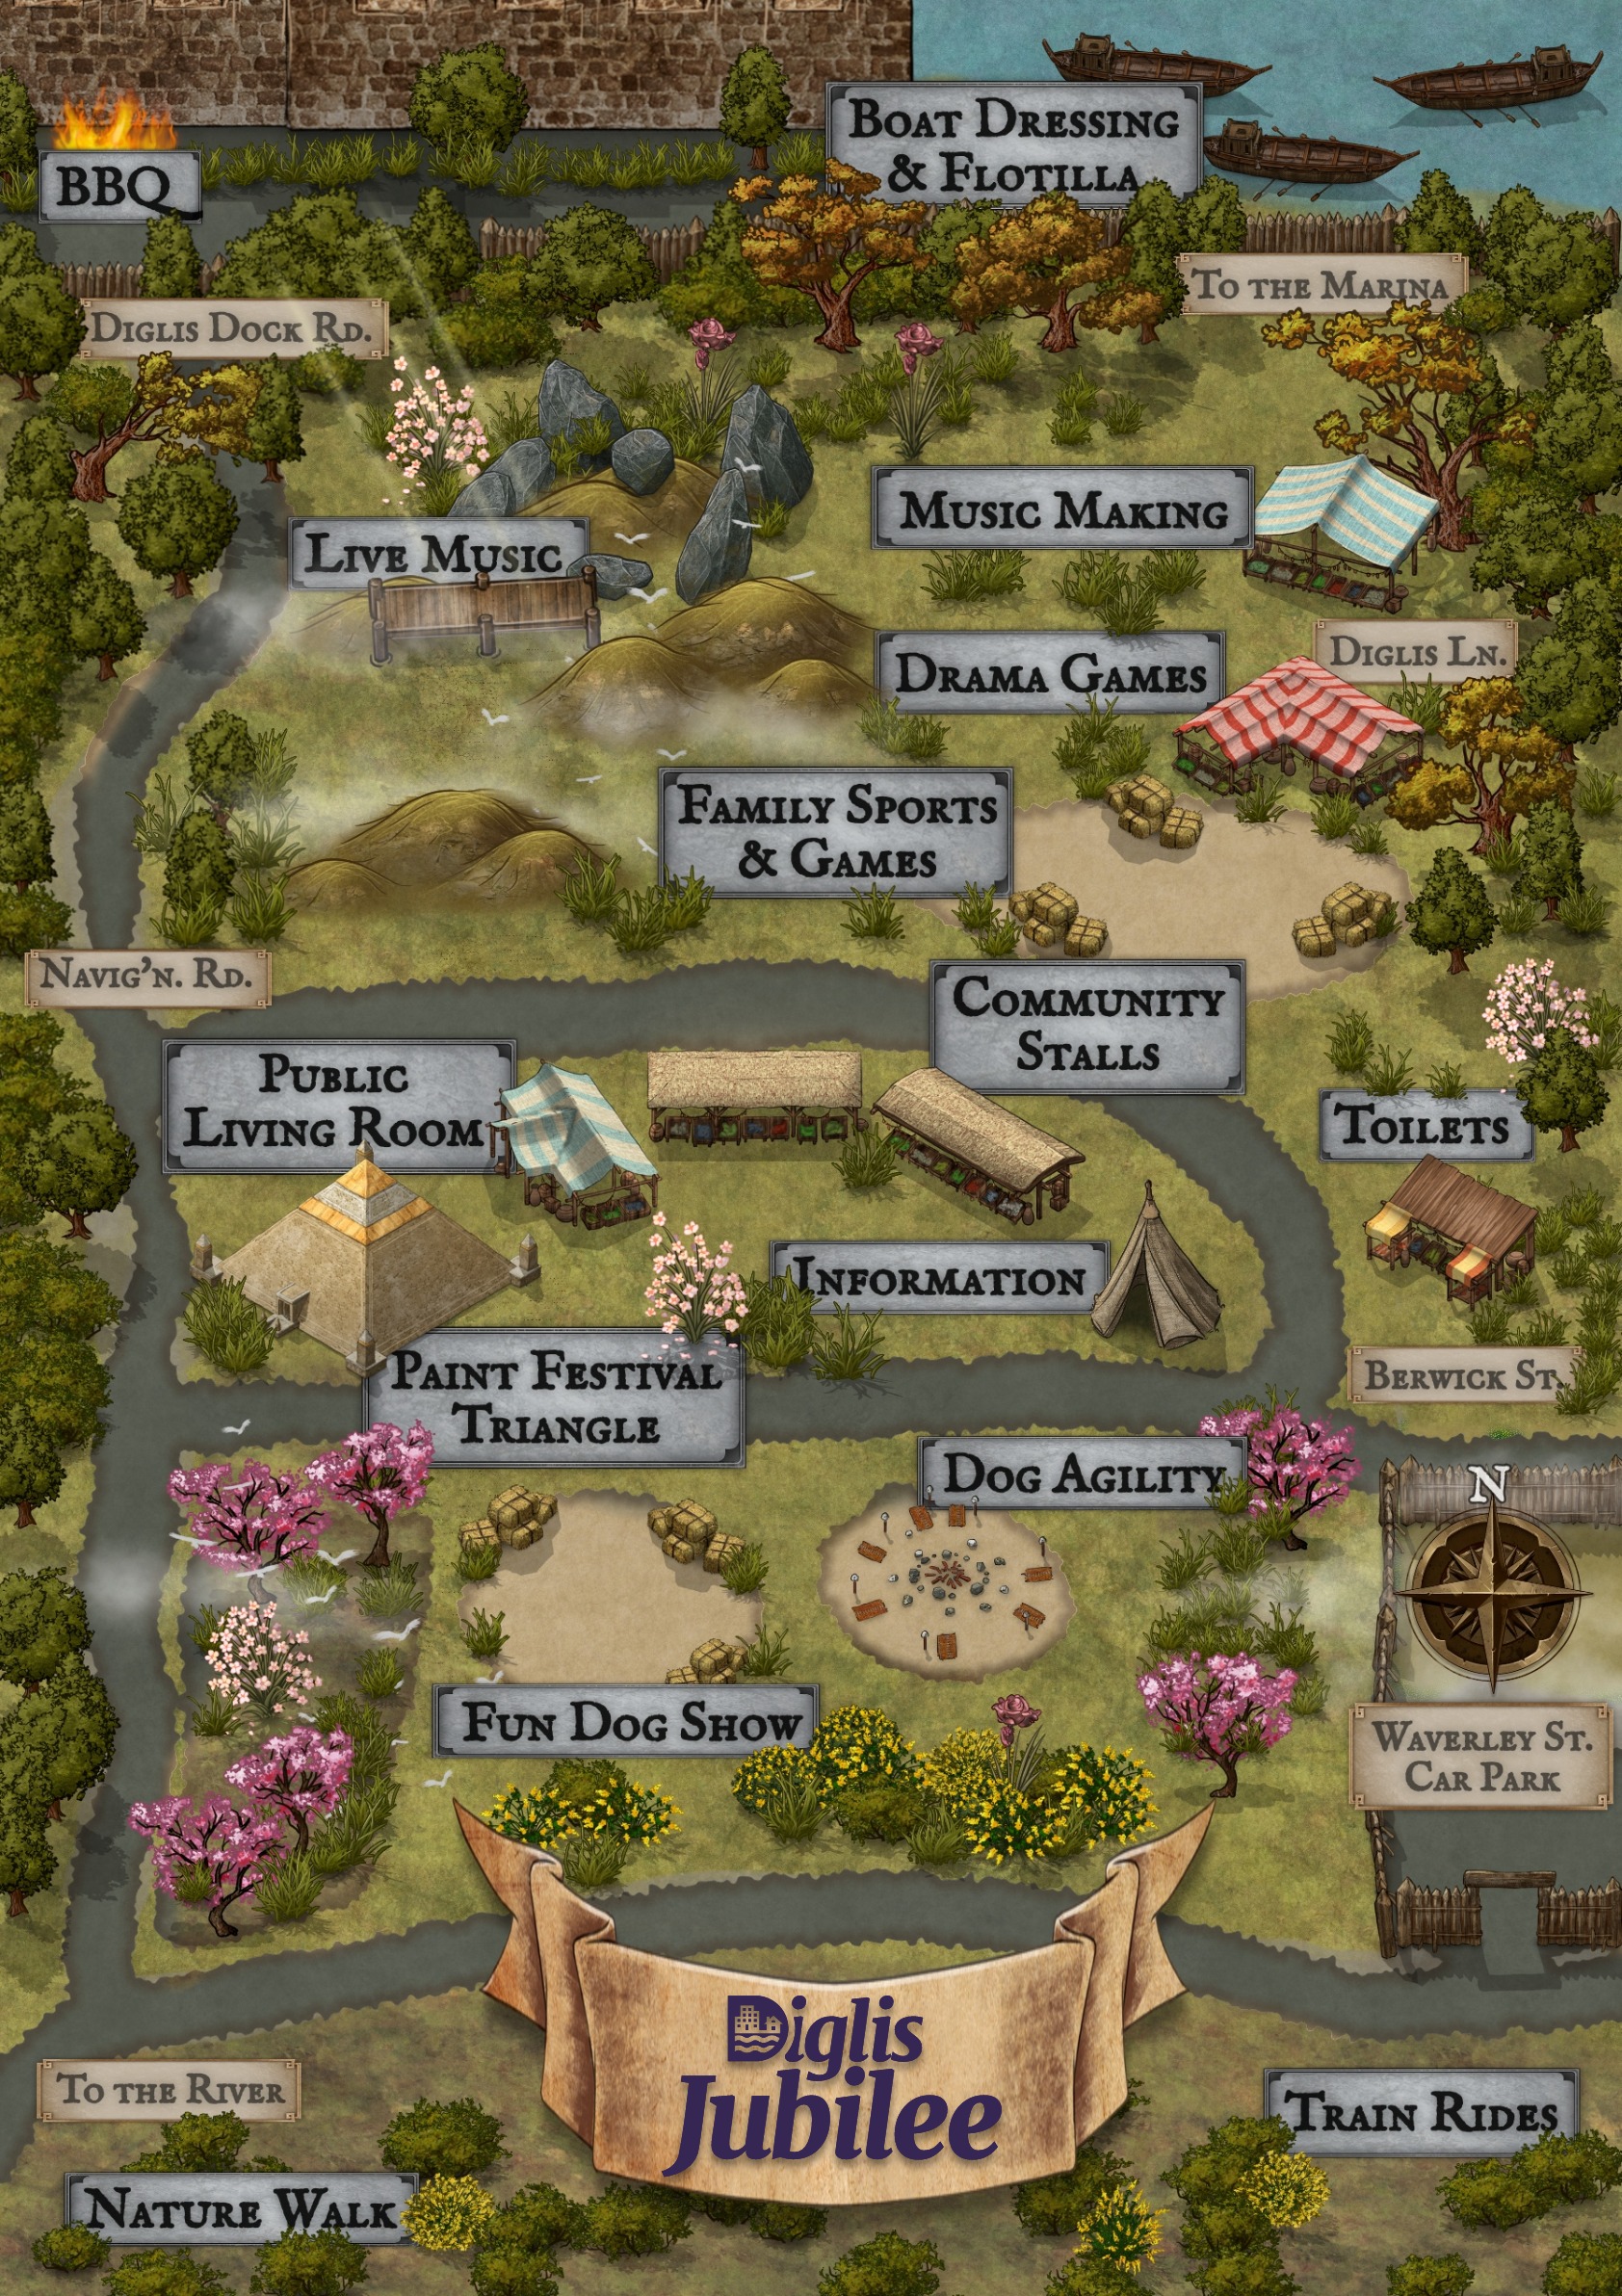 Boat Dressing
& Flotilla
BBQ
To the Marina
Diglis Dock Rd.
Music Making
Live Music
Diglis Ln.
Drama Games
Family Sports
& Games
Navig'n. Rd.
Community
Stalls
Public
Living Room
Toilets
Information
Paint Festival
Triangle
Berwick St.
Dog Agility
N
Fun Dog Show
Waverley St.
Car Park
Diglis
Jubilee
To the River
Train Rides
Nature Walk